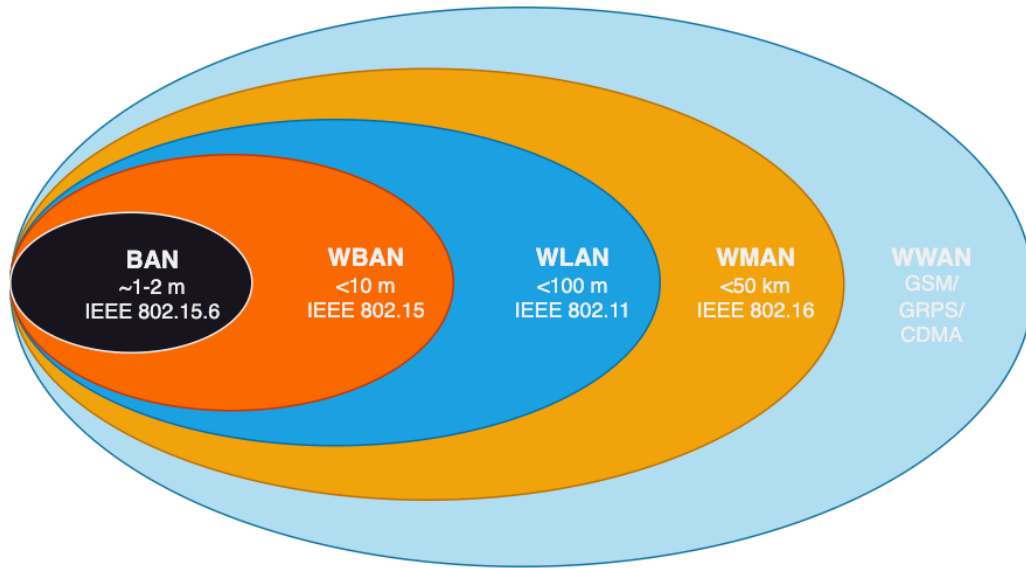 BAN
~1-2 m
IEEE 802.15.6
WBAN
<10 m
IEEE 802.15
WLAN
<100 m
IEEE 802.11
WMAN
<50 km
IEEE 802.16
WWAN
GSM/
GRPS/
CDMA